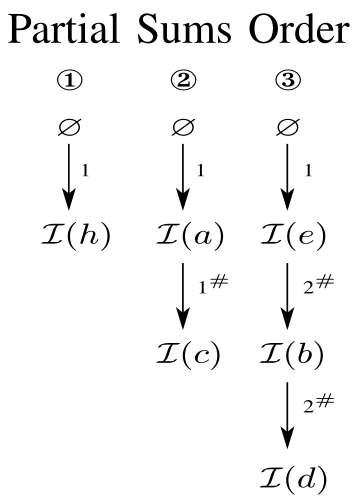 Partial Sums Order
① ② ③
∅ ∅ ∅
1 1 1
ℐ(h) ℐ(a) ℐ(e)
1# 2#
ℐ(c) ℐ(b)
2#
ℐ(d)